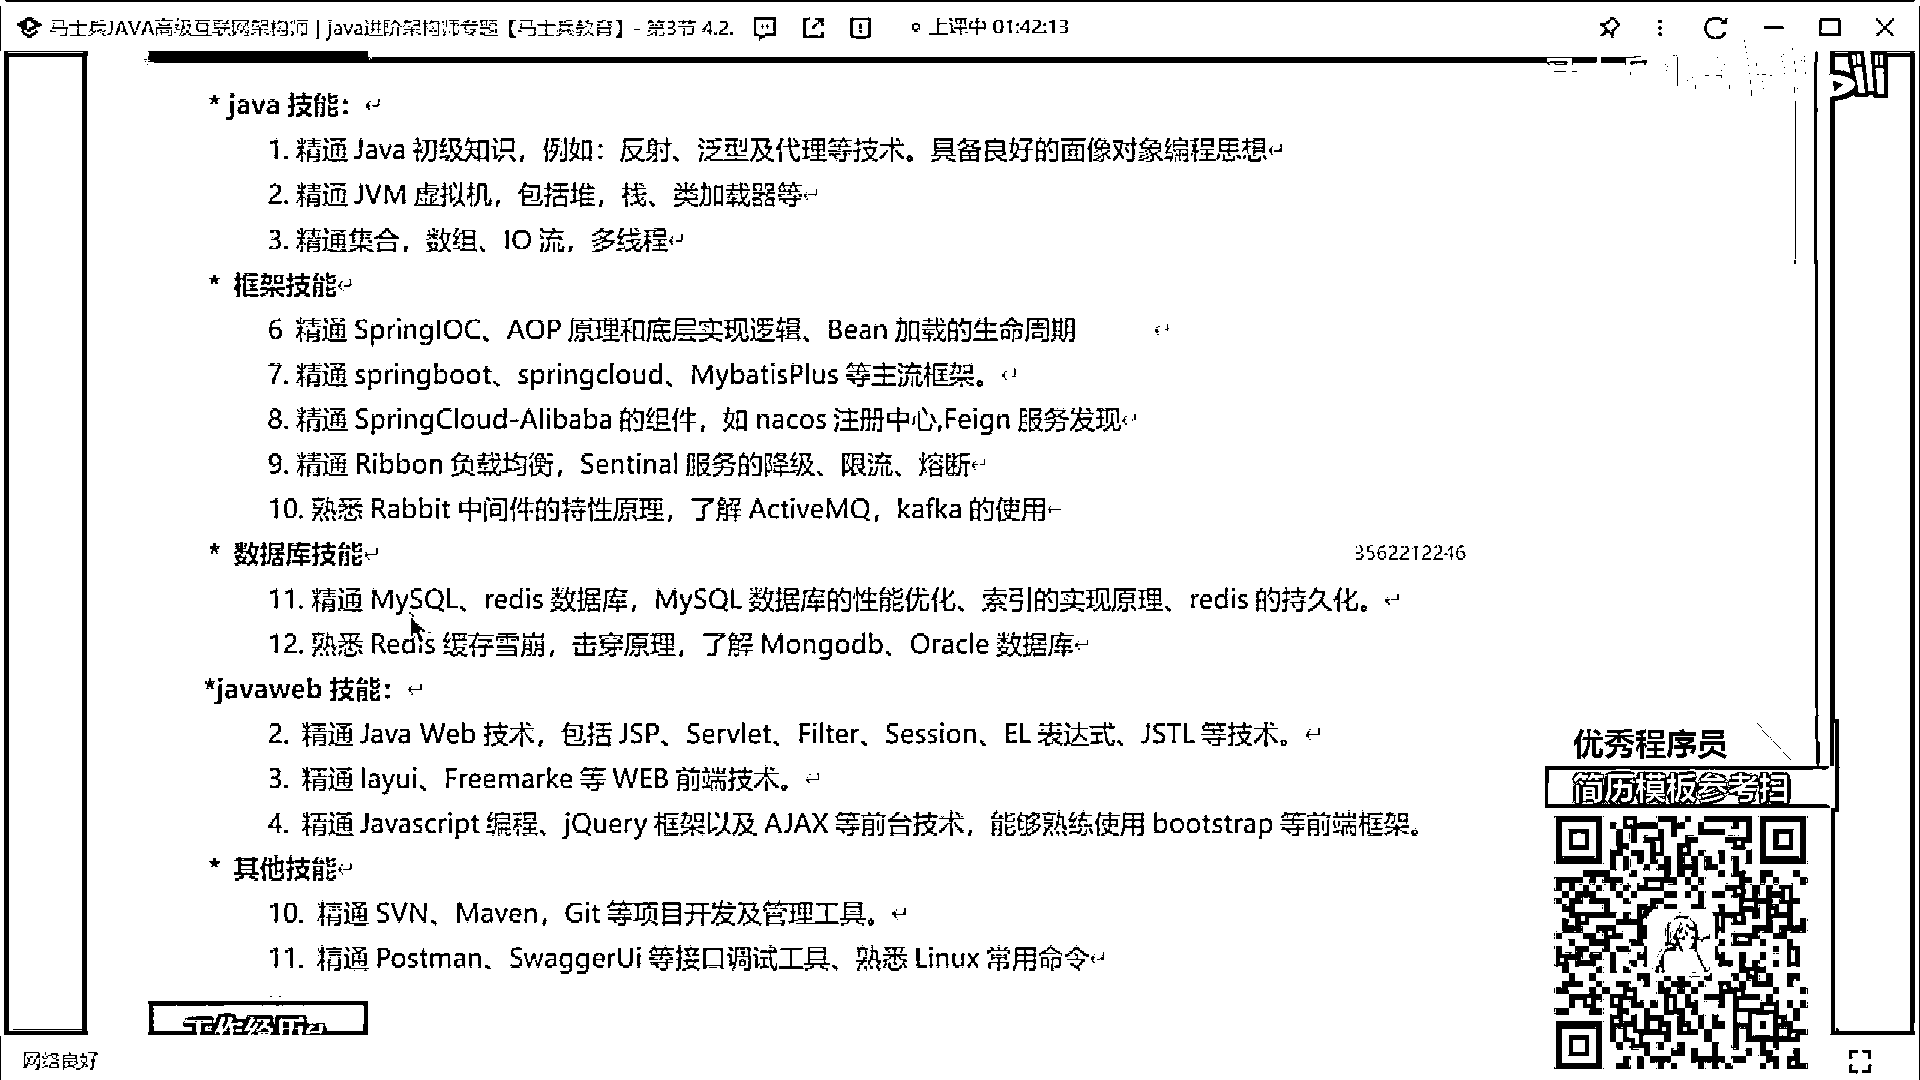 马士兵JAVA高级互联网架构师 | java进阶架构师专题【马士兵教育】- 第3节 4.2.
上课中 01:42:13
* java 技能：
1. 精通 Java 初级知识，例如：反射、泛型及代理等技术。具备良好的面像对象编程思想
2. 精通 JVM 虚拟机，包括堆，栈、类加载器等
3. 精通集合，数组、IO 流，多线程
* 框架技能
6 精通 SpringIOC、AOP 原理和底层实现逻辑、Bean 加载的生命周期
7. 精通 springboot、springcloud、MybatisPlus 等主流框架。
8. 精通 SpringCloud-Alibaba 的组件，如 nacos 注册中心,Feign 服务发现
9. 精通 Ribbon 负载均衡，Sentinal 服务的降级、限流、熔断
10. 熟悉 Rabbit 中间件的特性原理，了解 ActiveMQ，kafka 的使用
* 数据库技能
3562212246
11. 精通 MySQL、redis 数据库，MySQL 数据库的性能优化、索引的实现原理、redis 的持久化。
12. 熟悉 Redis 缓存雪崩，击穿原理，了解 Mongodb、Oracle 数据库
*javaweb 技能：
2. 精通 Java Web 技术，包括 JSP、Servlet、Filter、Session、EL 表达式、JSTL 等技术。
3. 精通 layui、Freemarke 等 WEB 前端技术。
4. 精通 Javascript 编程、jQuery 框架以及 AJAX 等前台技术，能够熟练使用 bootstrap 等前端框架。
* 其他技能
10. 精通 SVN、Maven，Git 等项目开发及管理工具。
11. 精通 Postman、SwaggerUi 等接口调试工具、熟悉 Linux 常用命令
优秀程序员
简历模板参考扫
工作经历
网络良好